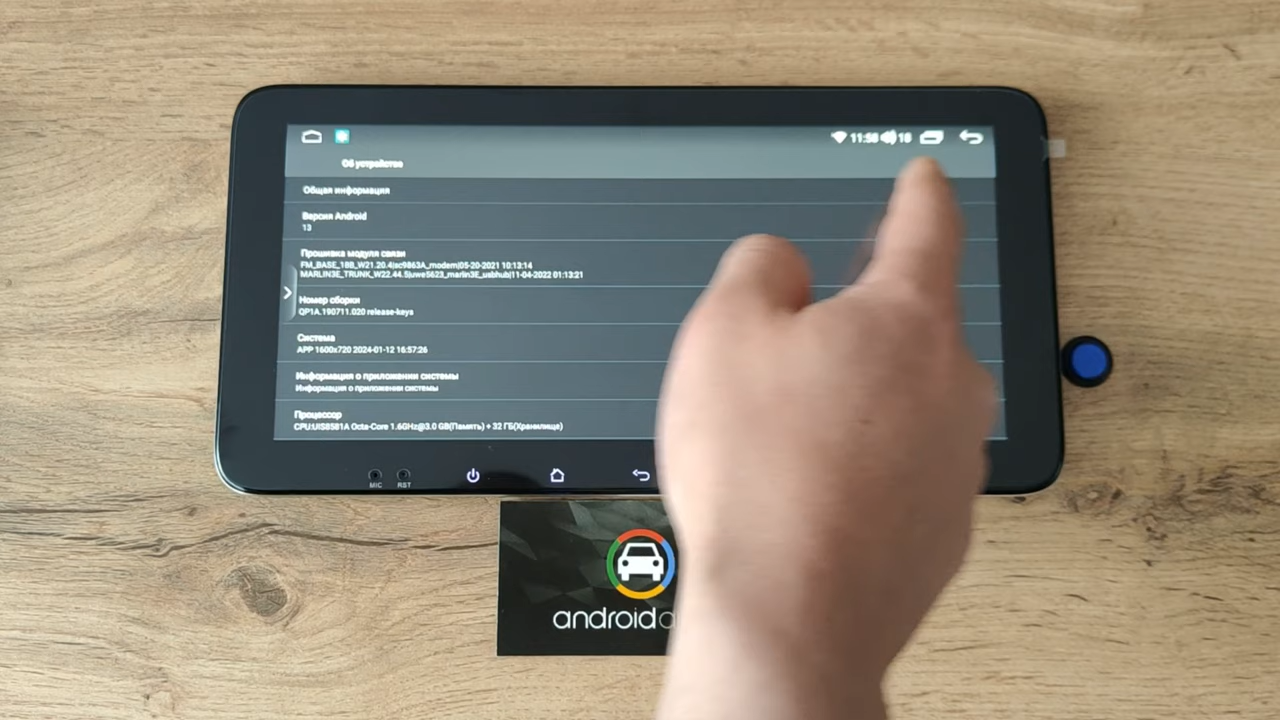 11:58 18
Об устройстве
Общая информация
Версия Android
13
Прошивка модуля связи
FM_BASE_18B_W21.20.4|sc9863A_modem|05-20-2021 10:13:14
MARLIN3E_TRUNK_W22.44.5|uwe5623_marlin3E_usbhub|11-04-2022 01:13:21
Номер сборки
QP1A.190711.020 release-keys
Система
APP 1600x720 2024-01-12 16:57:26
Информация о приложении системы
Информация о приложении системы
Процессор
CPU:UIS8581A Octa-Core 1.6GHz@3.0 GB(Память) + 32 ГБ(Хранилище)
MIC RST
android